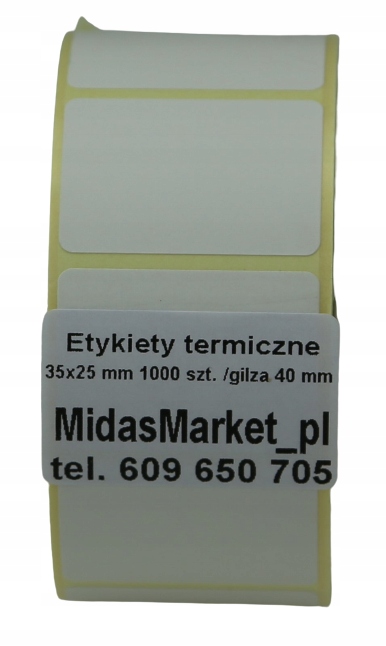 Etykiety termiczne
35x25 mm 1000 szt. /gilza 40 mm
MidasMarket_pl
tel. 609 650 705